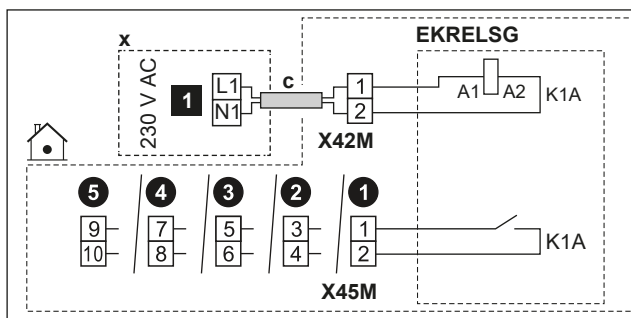 EKRELSG
x
230 V AC
1
L1
N1
c
1
2
X42M
A1 A2
K1A
5 4 3 2 1
9 7 5 3 1
10 8 6 4 2
K1A
X45M